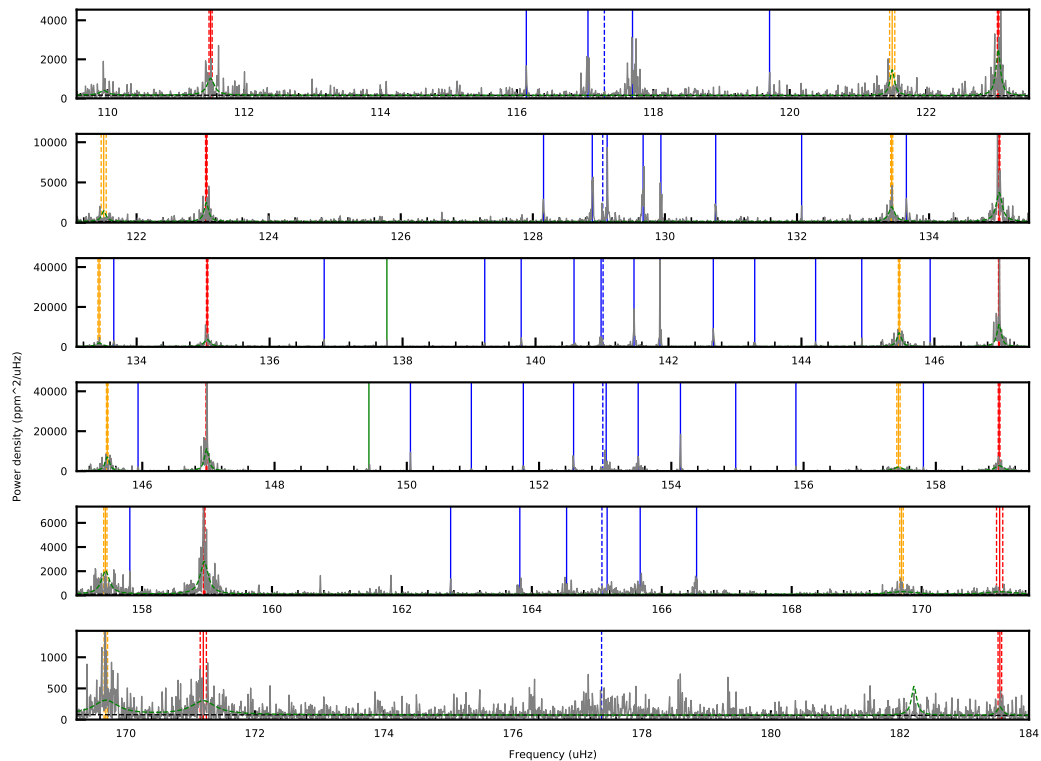 4000
2000
0
110 112 114 116 118 120 122
10000
5000
0
122 124 126 128 130 132 134
40000
20000
0
134 136 138 140 142 144 146
40000
20000
0
146 148 150 152 154 156 158
6000
4000
2000
0
158 160 162 164 166 168 170
1000
500
0
170 172 174 176 178 180 182 184
Power density (ppm^2/uHz)
Frequency (uHz)